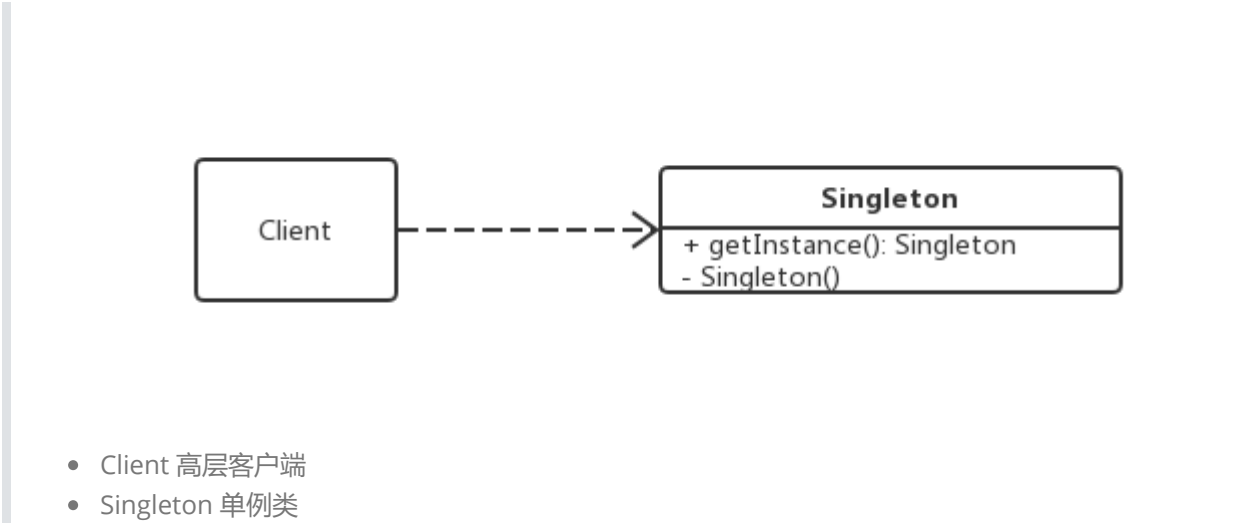 Client
Singleton
+ getInstance(): Singleton
- Singleton()
• Client 高层客户端
• Singleton 单例类